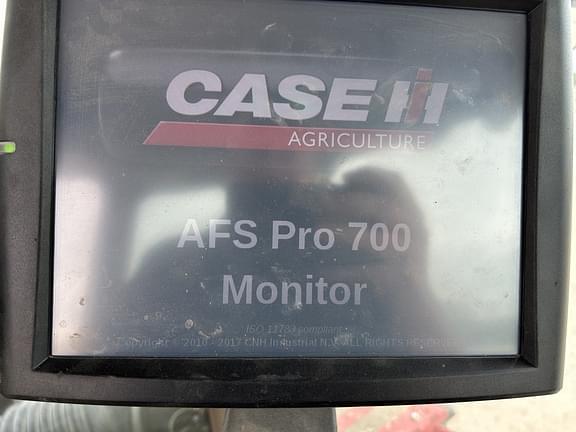 CASE IH
AGRICULTURE
AFS Pro 700
Monitor
ISO 11783 compliant
Copyright © 2010 - 2017 CNH Industrial N.V. ALL RIGHTS RESERVED